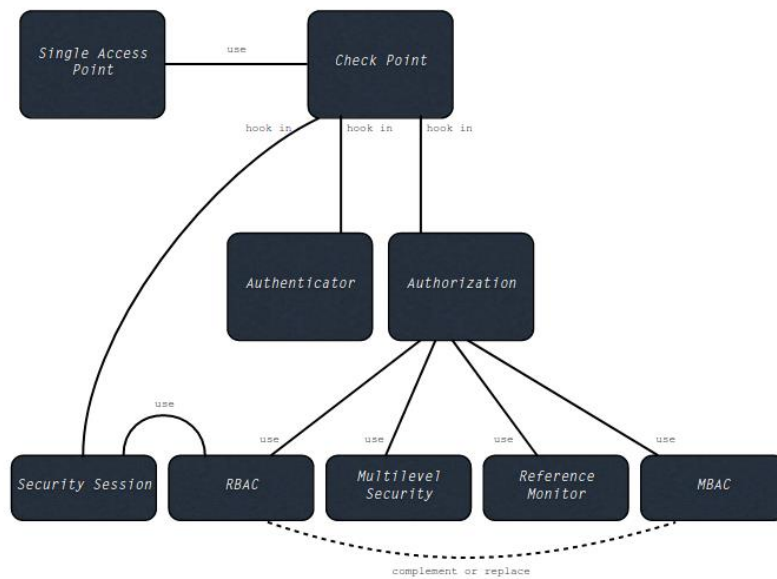 Single Access
Point
use
Check Point
hook in
hook in
hook in
Authenticator
Authorization
use
use
use
use
use
Security Session
RBAC
Multilevel
Security
Reference
Monitor
MBAC
complement or replace